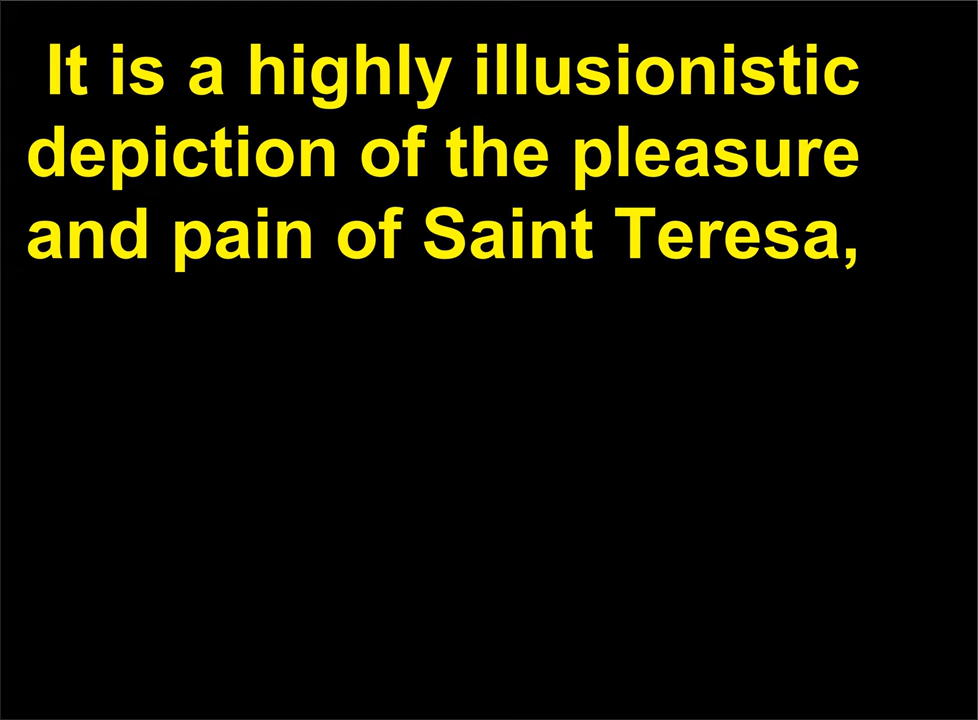 It is a highly illusionistic
depiction of the pleasure
and pain of Saint Teresa,